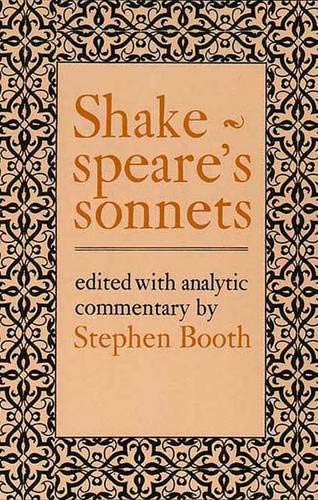 Shake ~
speare's
sonnets
edited with analytic
commentary by
Stephen Booth